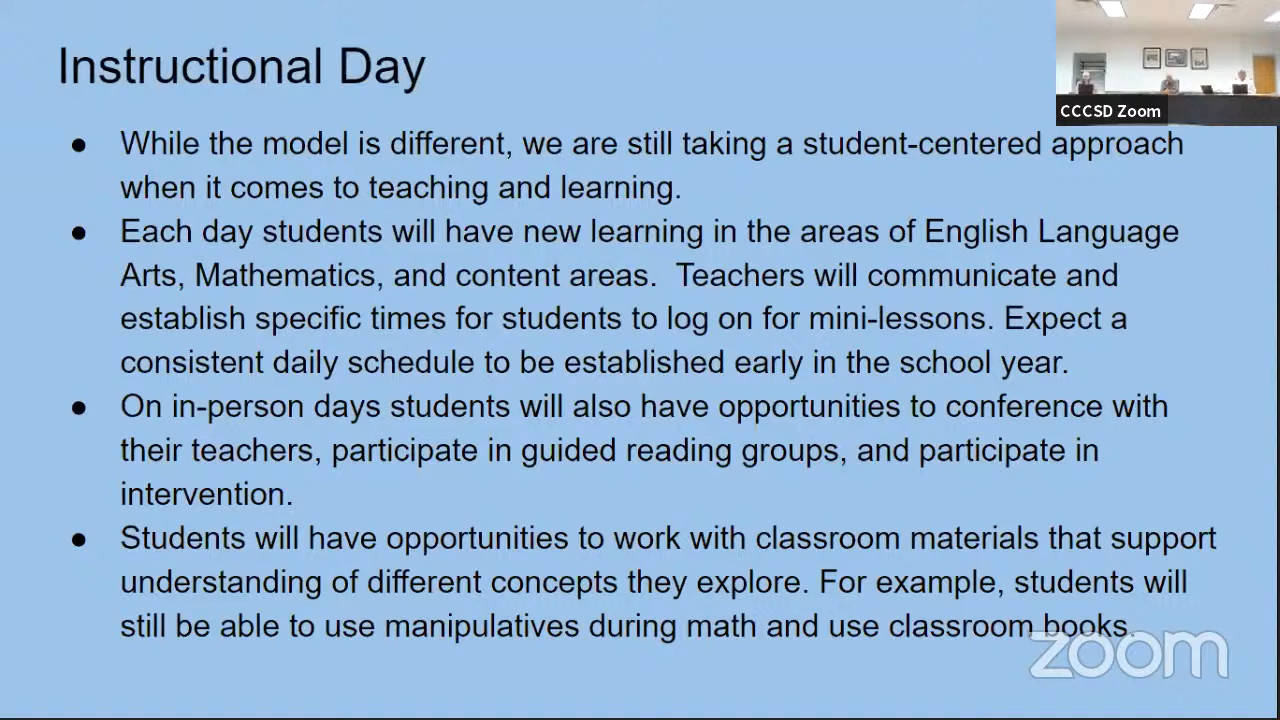 Instructional Day
CCCSD Zoom
● While the model is different, we are still taking a student-centered approach
when it comes to teaching and learning.
● Each day students will have new learning in the areas of English Language
Arts, Mathematics, and content areas.  Teachers will communicate and
establish specific times for students to log on for mini-lessons. Expect a
consistent daily schedule to be established early in the school year.
● On in-person days students will also have opportunities to conference with
their teachers, participate in guided reading groups, and participate in
intervention.
● Students will have opportunities to work with classroom materials that support
understanding of different concepts they explore. For example, students will
still be able to use manipulatives during math and use classroom books.
zoom